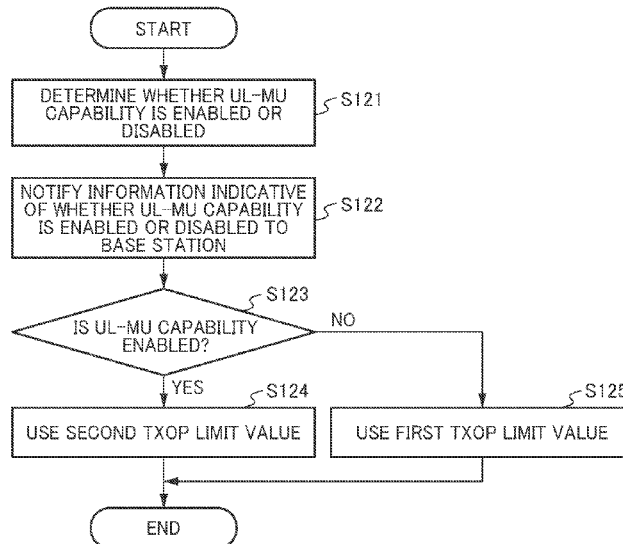 START
DETERMINE WHETHER UL-MU
CAPABILITY IS ENABLED OR
DISABLED
S121
NOTIFY INFORMATION INDICATIVE
OF WHETHER UL-MU CAPABILITY
IS ENABLED OR DISABLED TO
BASE STATION
S122
S123
IS UL-MU CAPABILITY
ENABLED?
NO
YES
S124
USE SECOND TXOP LIMIT VALUE
S125
USE FIRST TXOP LIMIT VALUE
END